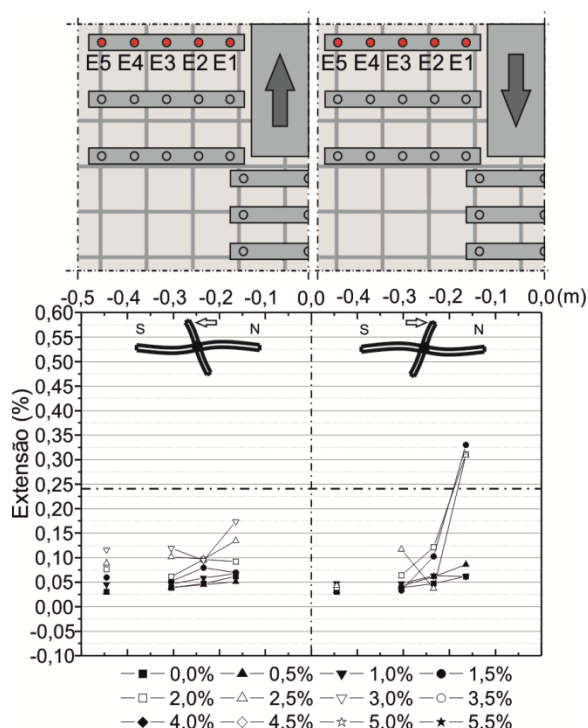 E5 E4 E3 E2 E1 E5 E4 E3 E2 E1
-0,5 -0,4 -0,3 -0,2 -0,1 0,0 -0,4 -0,3 -0,2 -0,1 0,0(m)
Extensão (%)
0,60
0,55
0,50
0,45
0,40
0,35
0,30
0,25
0,20
0,15
0,10
0,05
0,00
-0,05
-0,10
S N S N
0,0% 0,5% 1,0% 1,5%
2,0% 2,5% 3,0% 3,5%
4,0% 4,5% 5,0% 5,5%